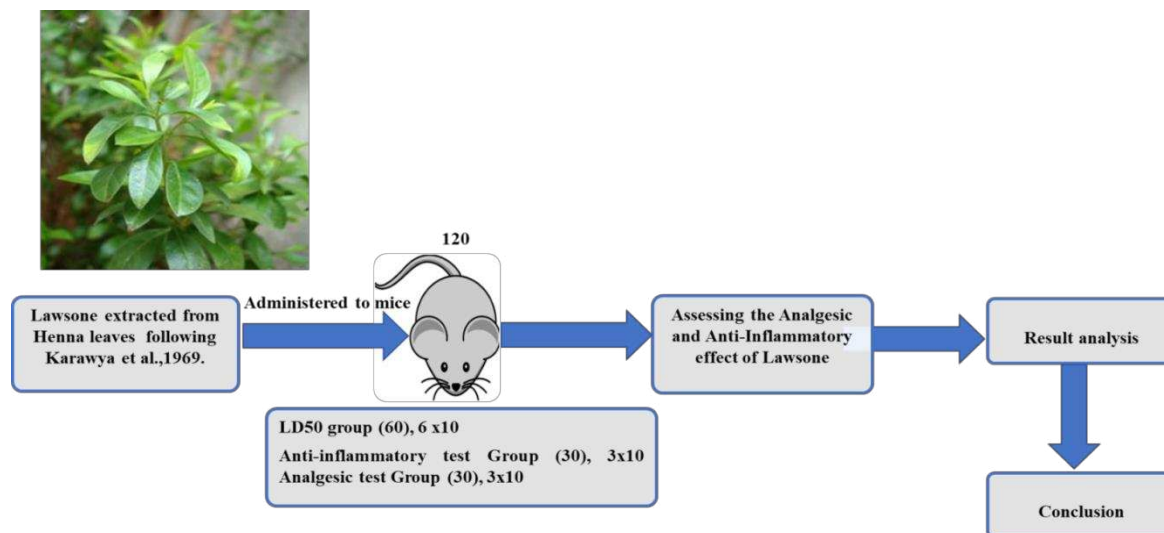 120
Administered to mice
Lawsone extracted from
Henna leaves following
Karawya et al.,1969.
LD50 group (60), 6 x10
Anti-inflammatory test Group (30), 3x10
Analgesic test Group (30), 3x10
Assessing the Analgesic
and Anti-Inflammatory
effect of Lawsone
Result analysis
Conclusion